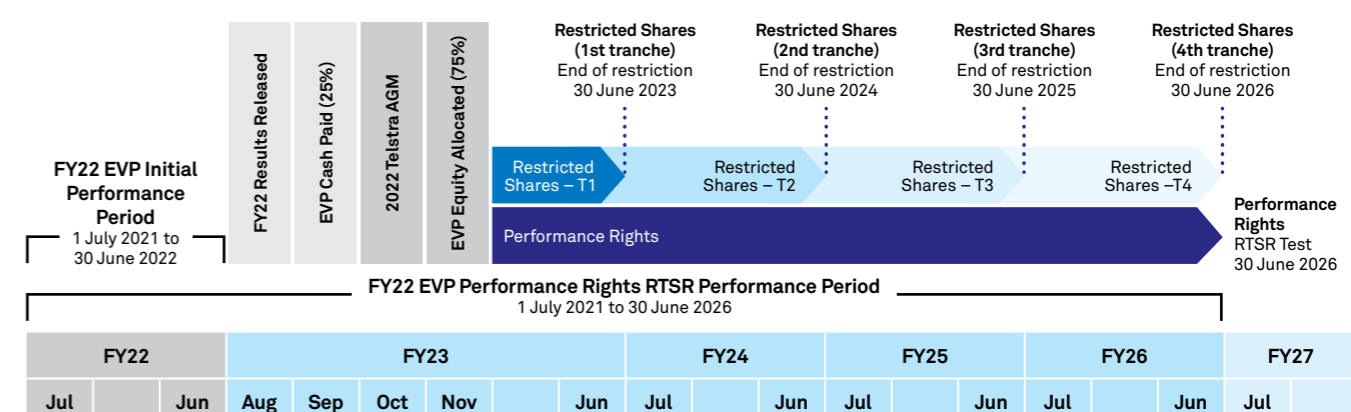 FY22 EVP Initial
Performance
Period
1 July 2021 to
30 June 2022
FY22 Results Released
EVP Cash Paid (25%)
2022 Telstra AGM
EVP Equity Allocated (75%)
Restricted Shares
(1st tranche)
End of restriction
30 June 2023
Restricted Shares
(2nd tranche)
End of restriction
30 June 2024
Restricted Shares
(3rd tranche)
End of restriction
30 June 2025
Restricted Shares
(4th tranche)
End of restriction
30 June 2026
Restricted
Shares – T1
Restricted
Shares – T2
Restricted
Shares – T3
Restricted
Shares –T4
Performance Rights
Performance
Rights
RTSR Test
30 June 2026
FY22 EVP Performance Rights RTSR Performance Period
1 July 2021 to 30 June 2026
FY22 FY23 FY24 FY25 FY26 FY27
Jul Jun Aug Sep Oct Nov Jun Jul Jun Jul Jun Jul Jun Jul